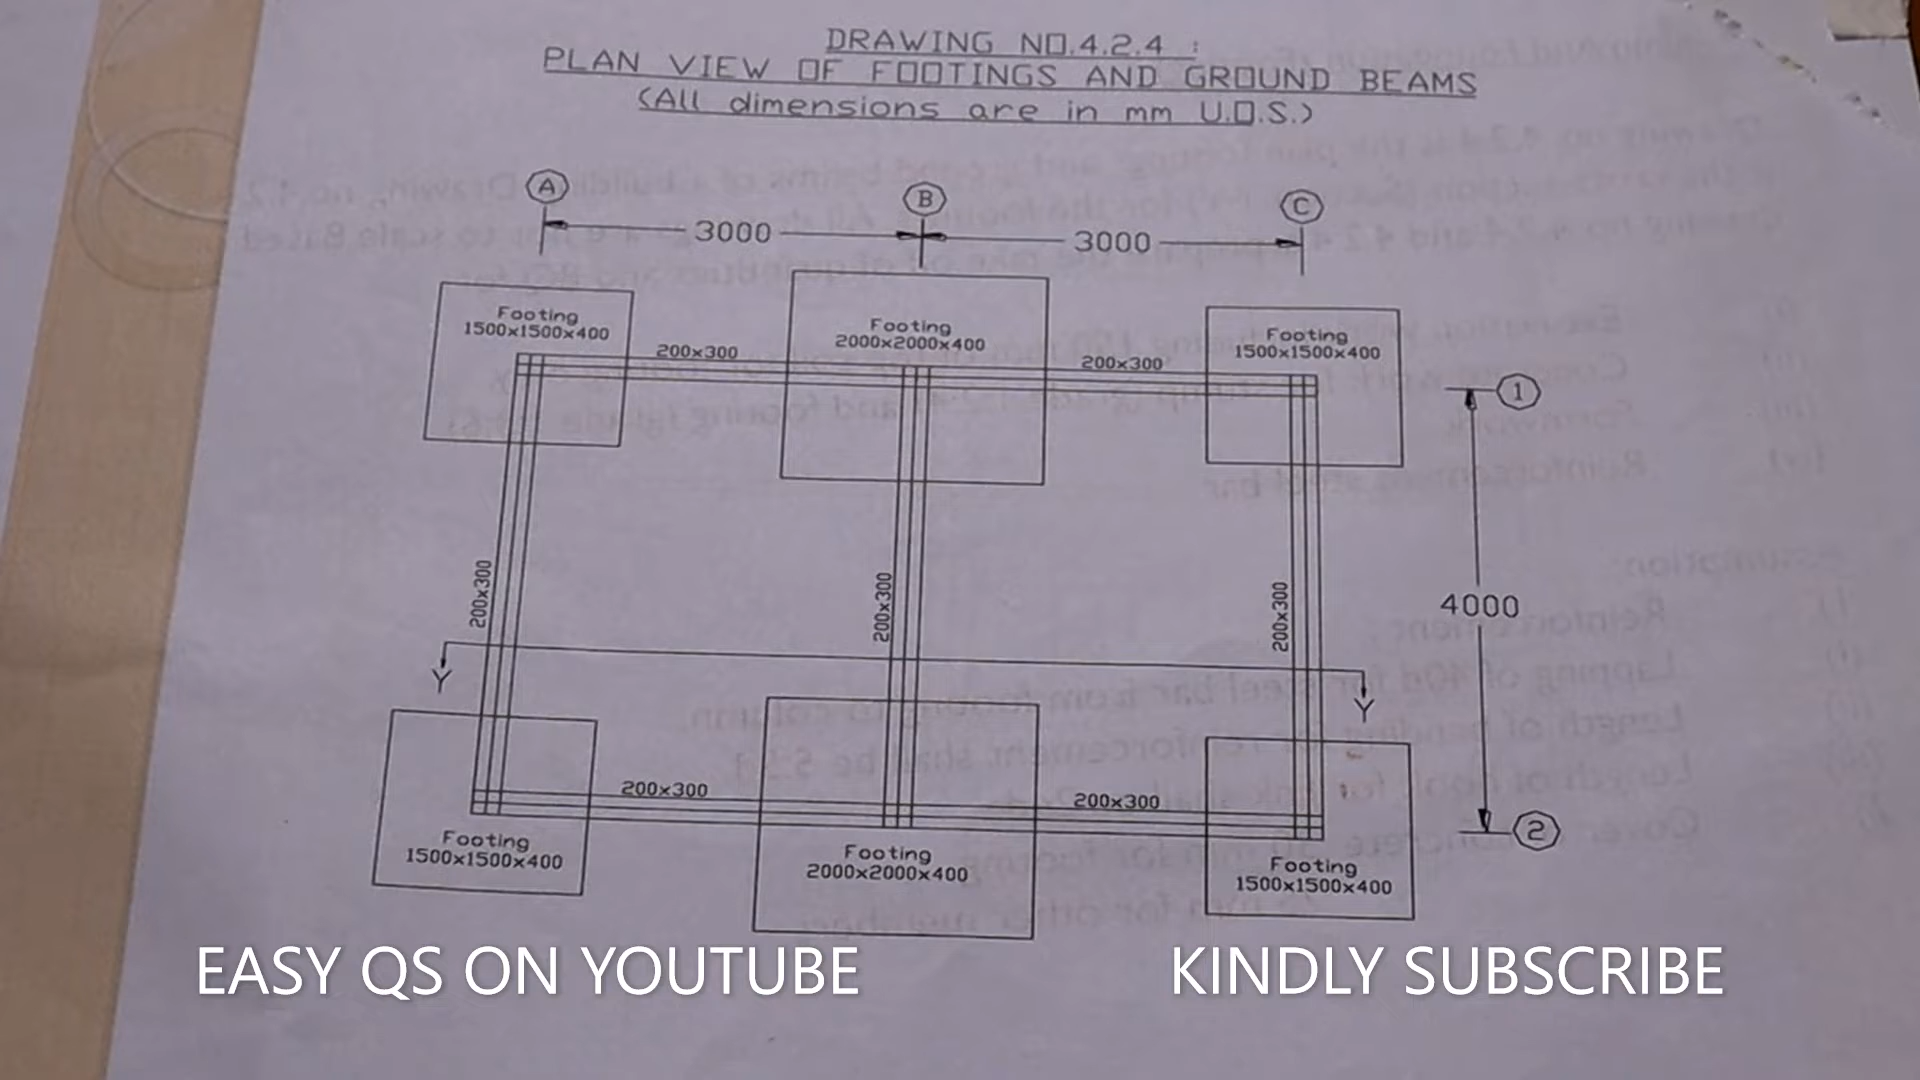 DRAWING NO.4.2.4 :
PLAN VIEW OF FOOTINGS AND GROUND BEAMS
(All dimensions are in mm U.O.S.)
A
B
C
3000
3000
Footing
1500x1500x400
Footing
2000x2000x400
Footing
1500x1500x400
200x300
200x300
1
200x300
200x300
200x300
4000
Y
Y
200x300
200x300
2
Footing
1500x1500x400
Footing
2000x2000x400
Footing
1500x1500x400
EASY QS ON YOUTUBE
KINDLY SUBSCRIBE